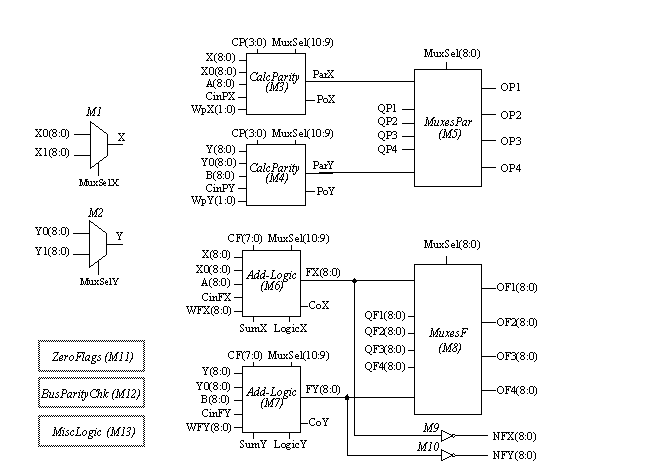 CP(3:0) MuxSel(10:9)
X(8:0)
X0(8:0)
A(8:0)
CinPX
WpX(1:0)
CalcParity
(M3)
ParX
PoX
MuxSel(8:0)
QP1
QP2
QP3
QP4
MuxesPar
(M5)
OP1
OP2
OP3
OP4
M1
X0(8:0)
X1(8:0)
X
MuxSelX
CP(3:0) MuxSel(10:9)
Y(8:0)
Y0(8:0)
B(8:0)
CinPY
WpY(1:0)
CalcParity
(M4)
ParY
PoY
M2
Y0(8:0)
Y1(8:0)
Y
MuxSelY
CF(7:0) MuxSel(10:9)
X(8:0)
X0(8:0)
A(8:0)
CinFX
WFX(8:0)
Add-Logic
(M6)
FX(8:0)
CoX
SumX LogicX
MuxSel(8:0)
QF1(8:0)
QF2(8:0)
QF3(8:0)
QF4(8:0)
MuxesF
(M8)
OF1(8:0)
OF2(8:0)
OF3(8:0)
OF4(8:0)
ZeroFlags (M11)
BusParityChk (M12)
MiscLogic (M13)
CF(7:0) MuxSel(10:9)
Y(8:0)
Y0(8:0)
B(8:0)
CinFY
WFY(8:0)
Add-Logic
(M7)
FY(8:0)
CoY
SumY LogicY
M9
NFX(8:0)
M10
NFY(8:0)